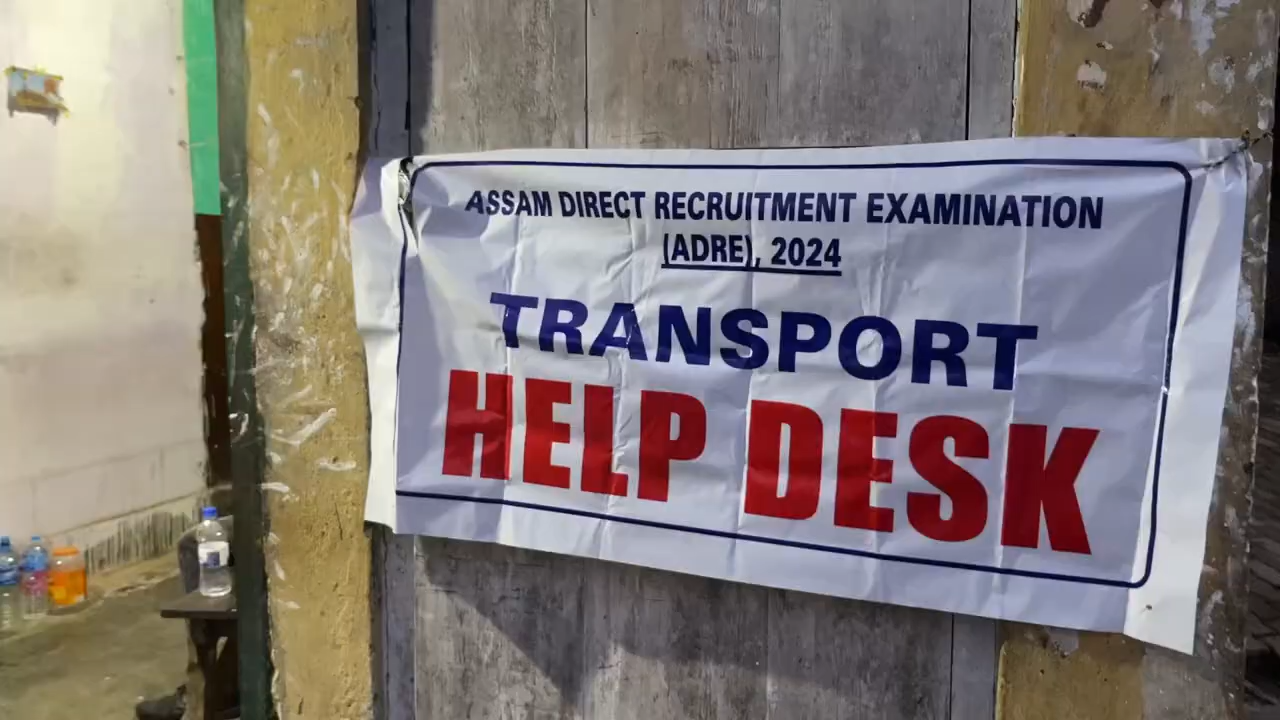 ASSAM DIRECT RECRUITMENT EXAMINATION
(ADRE), 2024
TRANSPORT
HELP DESK